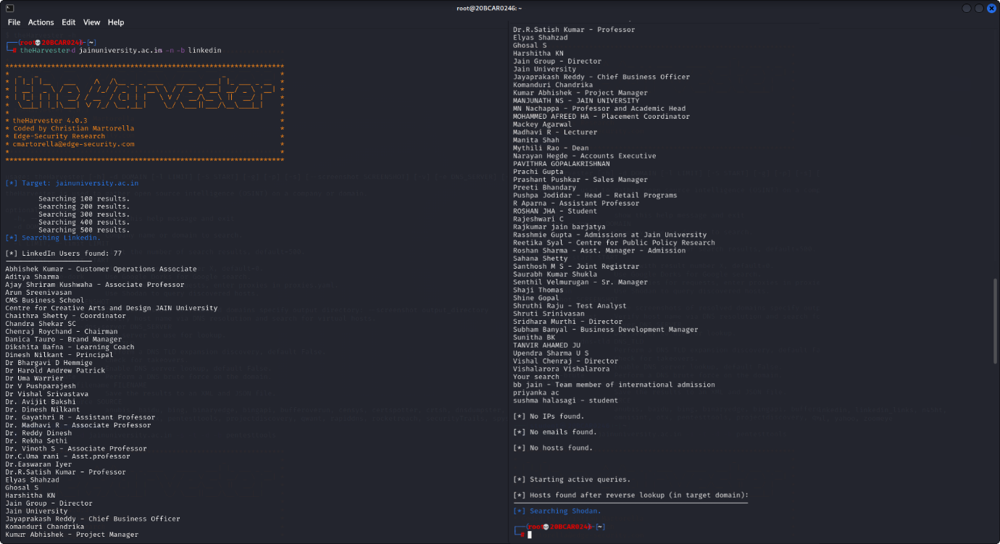 root@20BCAR0246: ~
File Actions Edit View Help
┌──(root💀20BCAR0246)-[~]
└─# theHarvester -d jainuniversity.ac.in -n -b linkedin
*******************************************************************
theHarvester
* theHarvester 4.0.3 *
* Coded by Christian Martorella *
* Edge-Security Research *
* cmartorella@edge-security.com *
* *
*******************************************************************
[*] Target: jainuniversity.ac.in
Searching 100 results.
Searching 200 results.
Searching 300 results.
Searching 400 results.
Searching 500 results.
[*] Searching Linkedin.
[*] LinkedIn Users found: 77
Abhishek Kumar - Customer Operations Associate
Aditya Sharma
Ajay Shriram Kushwaha - Associate Professor
Arun Sreenivasan
CMS Business School
Centre for Creative Arts and Design JAIN University
Chaithra Shetty - Coordinator
Chandra Shekar SC
Chenraj Roychand - Chairman
Danica Tauro - Brand Manager
Dikshita Bafna - Learning Coach
Dinesh Nilkant - Principal
Dr Bhargavi D Hemmige
Dr Harold Andrew Patrick
Dr Uma Warrier
Dr V Pushparajesh
Dr Vishal Srivastava
Dr. Avijit Bakshi
Dr. Dinesh Nilkant
Dr. Gayathri R - Assistant Professor
Dr. Madhavi R - Associate Professor
Dr. Reddy Dinesh
Dr. Rekha Sethi
Dr. Vinoth S - Associate Professor
Dr.C.Uma rani - Asst.professor
Dr.Easwaran Iyer
Dr.R.Satish Kumar - Professor
Elyas Shahzad
Ghosal S
Harshitha KN
Jain Group - Director
Jain University
Jayaprakash Reddy - Chief Business Officer
Komanduri Chandrika
Kumar Abhishek - Project Manager
Dr.R.Satish Kumar - Professor
Elyas Shahzad
Ghosal S
Harshitha KN
Jain Group - Director
Jain University
Jayaprakash Reddy - Chief Business Officer
Komanduri Chandrika
Kumar Abhishek - Project Manager
MANJUNATH NS - JAIN UNIVERSITY
MN Nachappa - Professor and Academic Head
MOHAMMED AFREED HA - Placement Coordinator
Mackey Agarwal
Madhavi R - Lecturer
Manita Shah
Mythili Rao - Dean
Narayan Hegde - Accounts Executive
PAVITHRA GOPALAKRISHNAN
Prachi Gupta
Prashant Pushkar - Sales Manager
Preeti Bhandary
Pushpa Jodidar - Head - Retail Programs
R Aparna - Assistant Professor
ROSHAN JHA - Student
Rajeshwari C
Rajkumar jain barjatya
Rasshmie Gupta - Admissions at Jain University
Reetika Syal - Centre for Public Policy Research
Roshan Sharma - Asst. Manager - Admission
Sahana Shetty
Santhosh M S - Joint Registrar
Saurabh Kumar Shukla
Senthil Velmurugan - Sr. Manager
Shaji Thomas
Shine Gopal
Shruthi Raju - Test Analyst
Shruti Srinivasan
Sridhara Murthi - Director
Subham Banyal - Business Development Manager
Sunitha BK
TANVIR AHAMED JU
Upendra Sharma U S
Vishal Chenraj - Director
Vishalarora Vishalarora
Your search
bb jain - Team member of international admission
priyanka ac
sushma halasagi - student
[*] No IPs found.
[*] No emails found.
[*] No hosts found.
[*] Starting active queries.
[*] Hosts found after reverse lookup (in target domain):
[*] Searching Shodan.
┌──(root💀20BCAR0246)-[~]
└─#